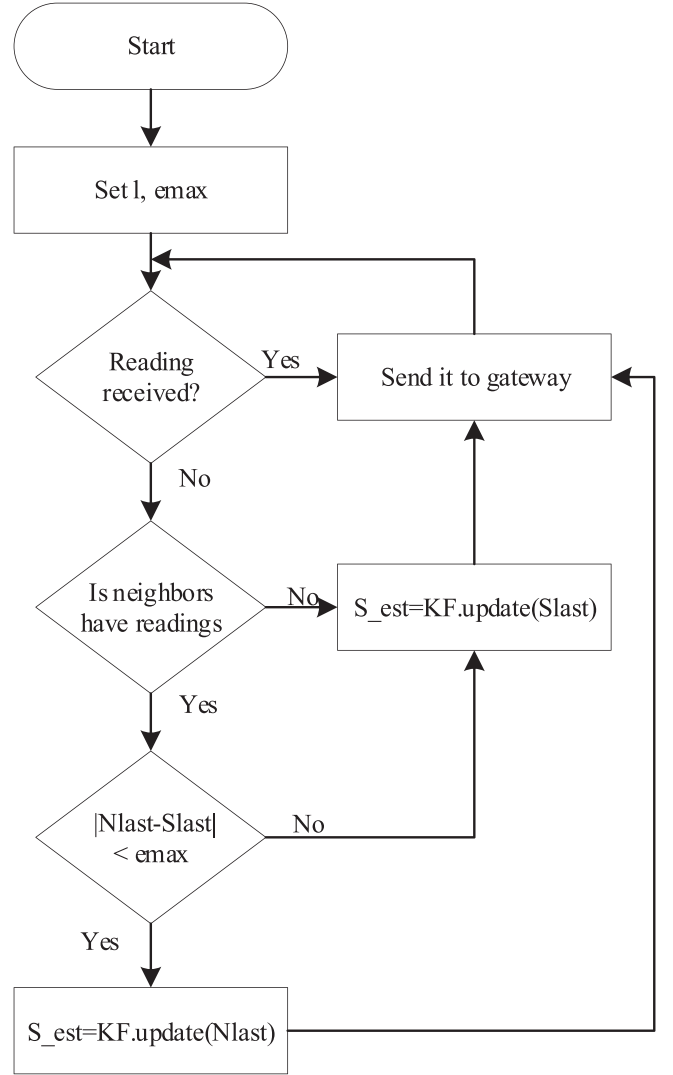 Start
Set l, emax
Reading
received?
Yes
Send it to gateway
No
Is neighbors
have readings
No
S_est=KF.update(Slast)
Yes
|Nlast-Slast|
< emax
No
Yes
S_est=KF.update(Nlast)